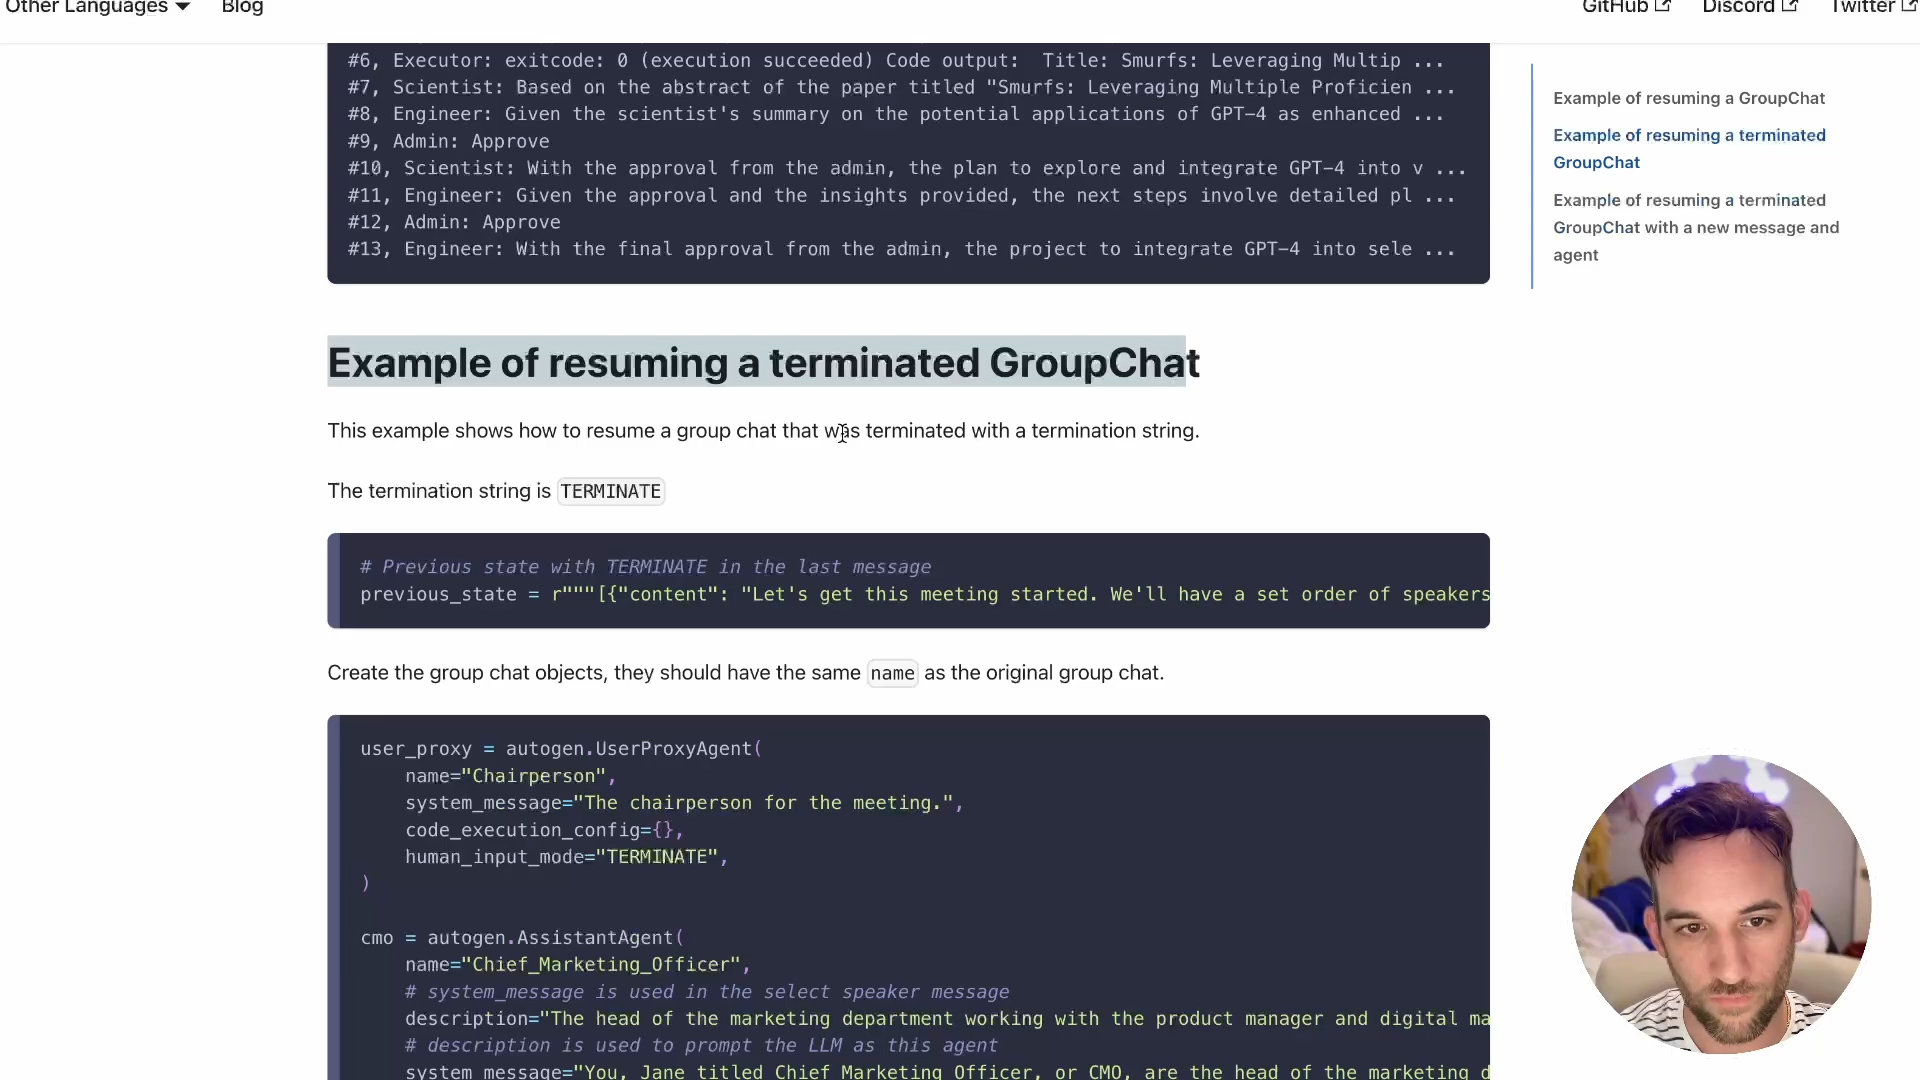 Other Languages
Blog
GitHub
Discord
Twitter
#6, Executor: exitcode: 0 (execution succeeded) Code output:  Title: Smurfs: Leveraging Multip ...
#7, Scientist: Based on the abstract of the paper titled "Smurfs: Leveraging Multiple Proficien ...
#8, Engineer: Given the scientist's summary on the potential applications of GPT-4 as enhanced ...
#9, Admin: Approve
#10, Scientist: With the approval from the admin, the plan to explore and integrate GPT-4 into v ...
#11, Engineer: Given the approval and the insights provided, the next steps involve detailed pl ...
#12, Admin: Approve
#13, Engineer: With the final approval from the admin, the project to integrate GPT-4 into sele ...
Example of resuming a GroupChat
Example of resuming a terminated
GroupChat
Example of resuming a terminated
GroupChat with a new message and
agent
Example of resuming a terminated GroupChat
This example shows how to resume a group chat that was terminated with a termination string.
The termination string is TERMINATE
# Previous state with TERMINATE in the last message
previous_state = r"""[{"content": "Let's get this meeting started. We'll have a set order of speakers
Create the group chat objects, they should have the same name as the original group chat.
user_proxy = autogen.UserProxyAgent(
    name="Chairperson",
    system_message="The chairperson for the meeting.",
    code_execution_config={},
    human_input_mode="TERMINATE",
)
cmo = autogen.AssistantAgent(
    name="Chief_Marketing_Officer",
    # system_message is used in the select speaker message
    description="The head of the marketing department working with the product manager and digital ma
    # description is used to prompt the LLM as this agent
    system_message="You, Jane titled Chief Marketing Officer, or CMO, are the head of the marketing d